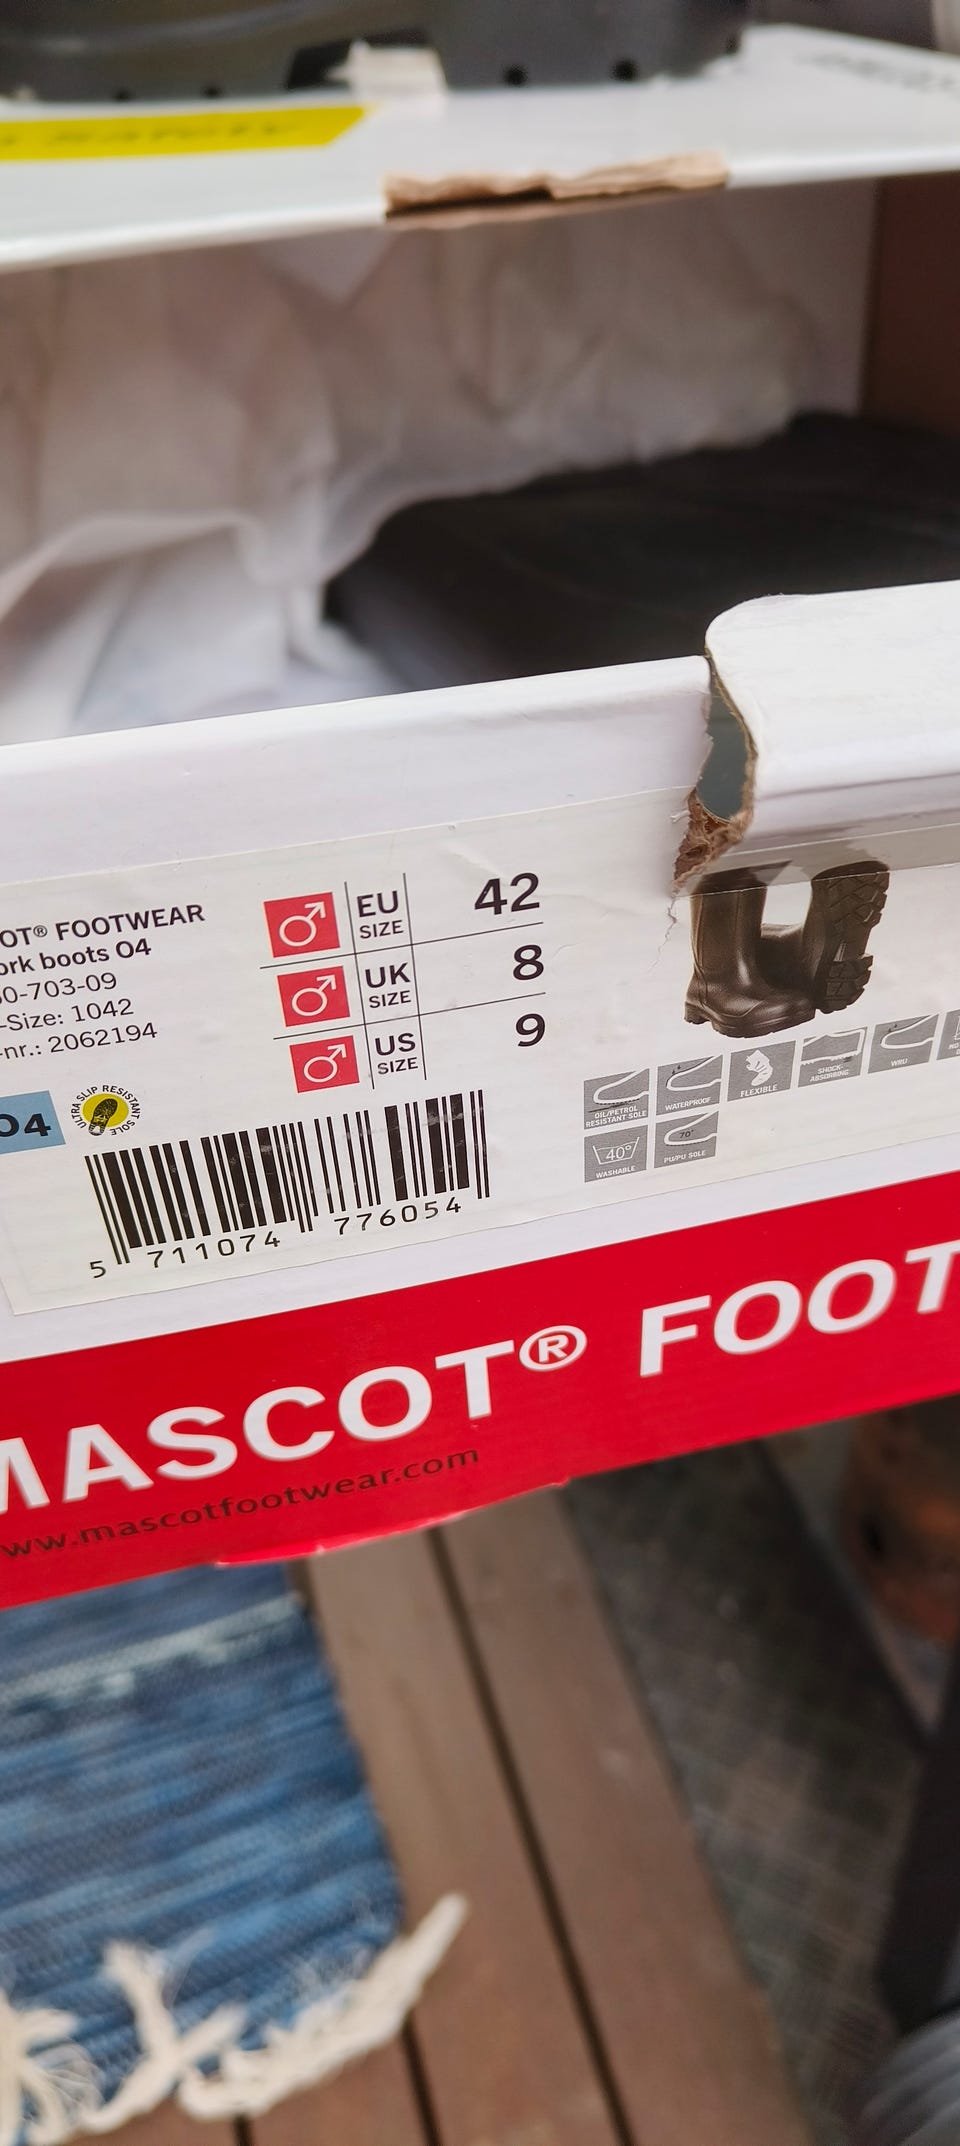 OT® FOOTWEAR
ork boots O4
0-703-09
-Size: 1042
-nr.: 2062194
EU SIZE 42
UK SIZE 8
US SIZE 9
O4
ULTRA SLIP RESISTANT SOLE
5 711074 776054
OIL/PETROL RESISTANT SOLE
WATERPROOF
FLEXIBLE
SHOCK-ABSORBING
WRU
40°
WASHABLE
70°
PU/PU SOLE
MASCOT® FOOT
www.mascotfootwear.com